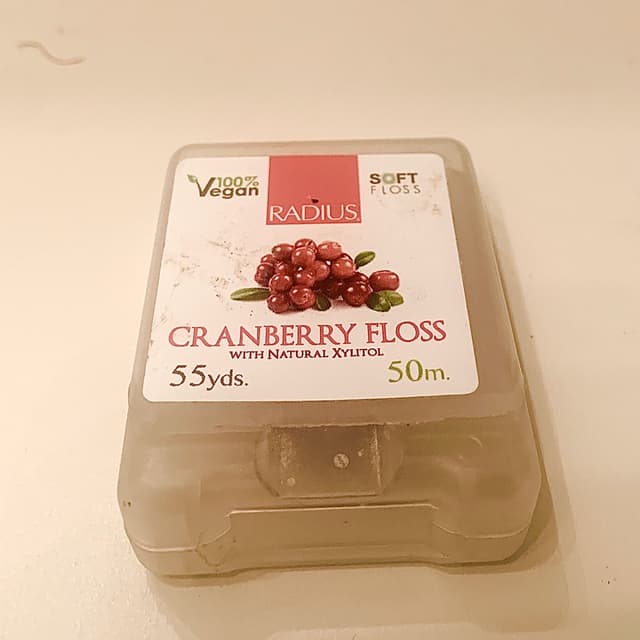 100%
Vegan
RADIUS
SOFT
FLOSS
CRANBERRY FLOSS
WITH NATURAL XYLITOL
55yds.
50m.